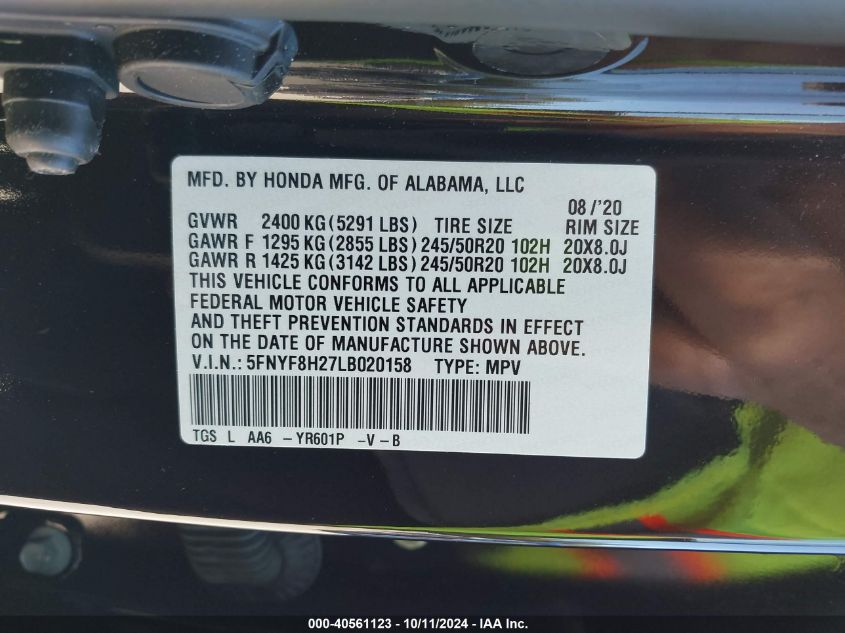 MFD. BY HONDA MFG. OF ALABAMA, LLC
08 /'20
GVWR 2400 KG (5291 LBS) TIRE SIZE RIM SIZE
GAWR F 1295 KG (2855 LBS) 245/50R20 102H 20X8.0J
GAWR R 1425 KG (3142 LBS) 245/50R20 102H 20X8.0J
THIS VEHICLE CONFORMS TO ALL APPLICABLE
FEDERAL MOTOR VEHICLE SAFETY
AND THEFT PREVENTION STANDARDS IN EFFECT
ON THE DATE OF MANUFACTURE SHOWN ABOVE.
V.I.N.: 5FNYF8H27LB020158 TYPE: MPV
TGS L AA6 - YR601P - V - B
000-40561123 - 10/11/2024 - IAA Inc.